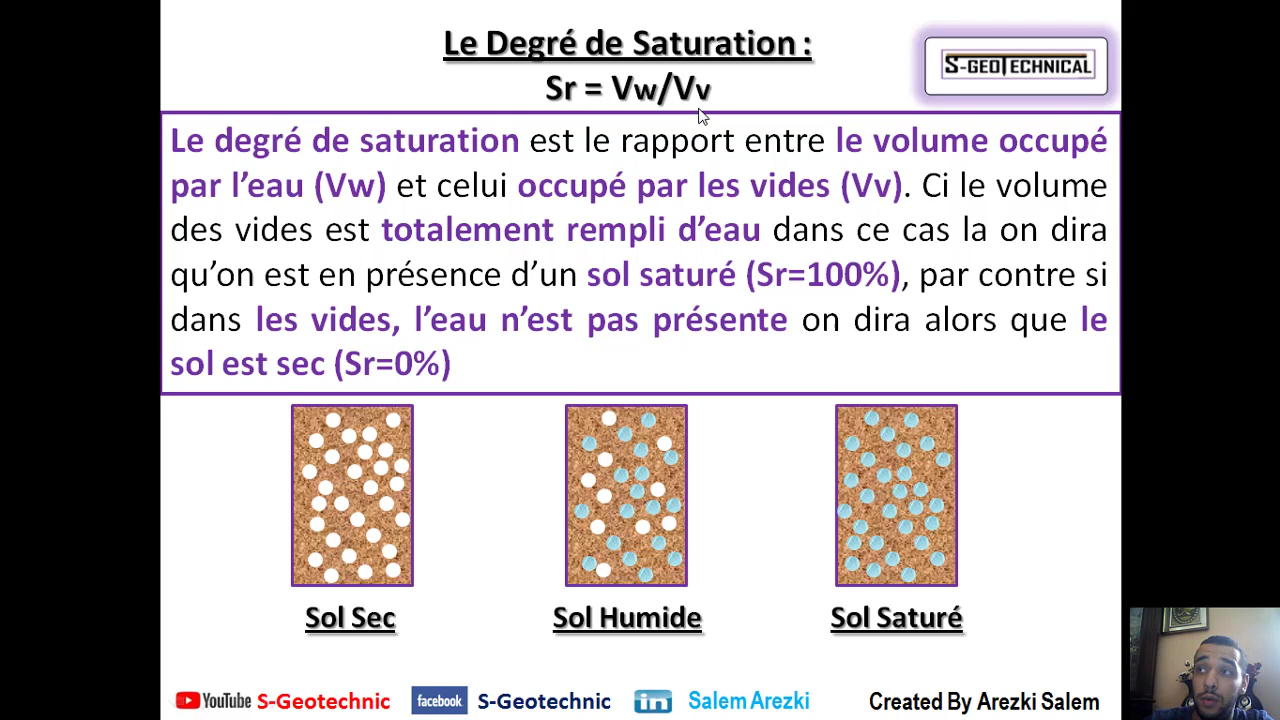 Le Degré de Saturation :
Sr = Vw/Vv
S-GEOTECHNICAL
Le degré de saturation est le rapport entre le volume occupé
par l’eau (Vw) et celui occupé par les vides (Vv). Ci le volume
des vides est totalement rempli d’eau dans ce cas la on dira
qu’on est en présence d’un sol saturé (Sr=100%), par contre si
dans les vides, l’eau n’est pas présente on dira alors que le
sol est sec (Sr=0%)
Sol Sec
Sol Humide
Sol Saturé
YouTube S-Geotechnic
facebook S-Geotechnic
in Salem Arezki
Created By Arezki Salem